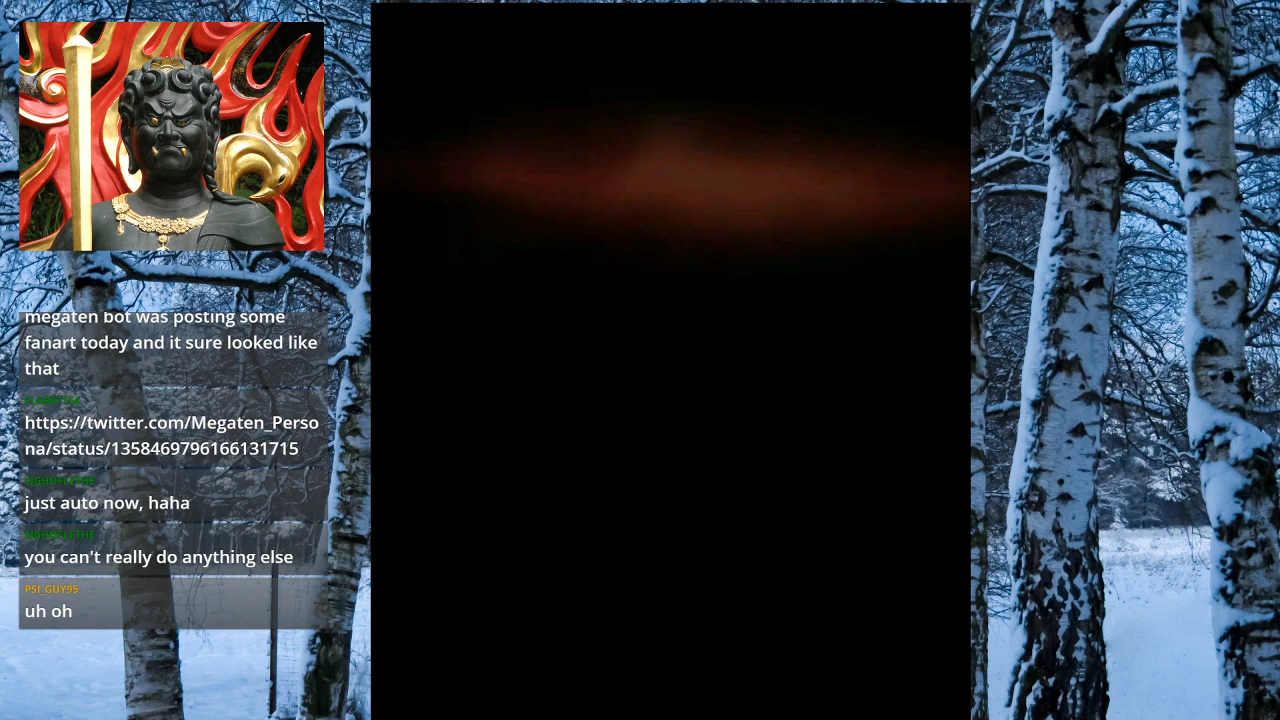 megaten bot was posting some
fanart today and it sure looked like
that
https://twitter.com/Megaten_Perso
na/status/1358469796166131715
just auto now, haha
you can't really do anything else
PSI_GUY95
uh oh